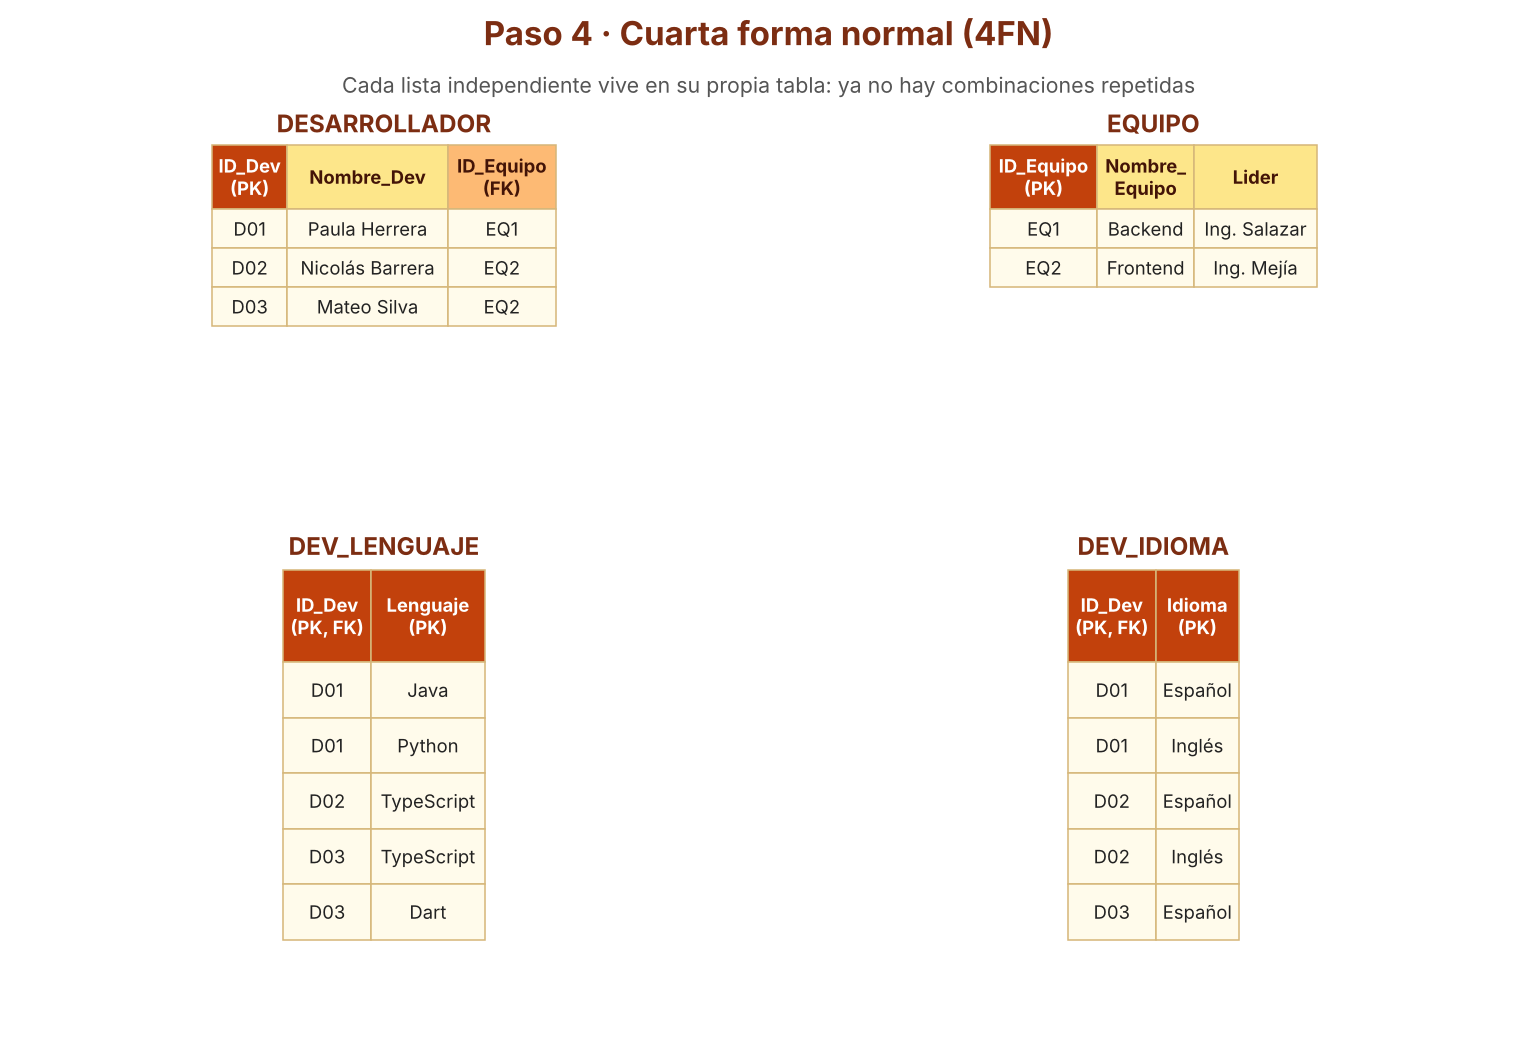 Paso 4 · Cuarta forma normal (4FN)
Cada lista independiente vive en su propia tabla: ya no hay combinaciones repetidas
DESARROLLADOR
ID_Dev (PK) Nombre_Dev ID_Equipo (FK)
D01 Paula Herrera EQ1
D02 Nicolás Barrera EQ2
D03 Mateo Silva EQ2
EQUIPO
ID_Equipo (PK) Nombre_ Equipo Lider
EQ1 Backend Ing. Salazar
EQ2 Frontend Ing. Mejía
DEV_LENGUAJE
ID_Dev (PK, FK) Lenguaje (PK)
D01 Java
D01 Python
D02 TypeScript
D03 TypeScript
D03 Dart
DEV_IDIOMA
ID_Dev (PK, FK) Idioma (PK)
D01 Español
D01 Inglés
D02 Español
D02 Inglés
D03 Español